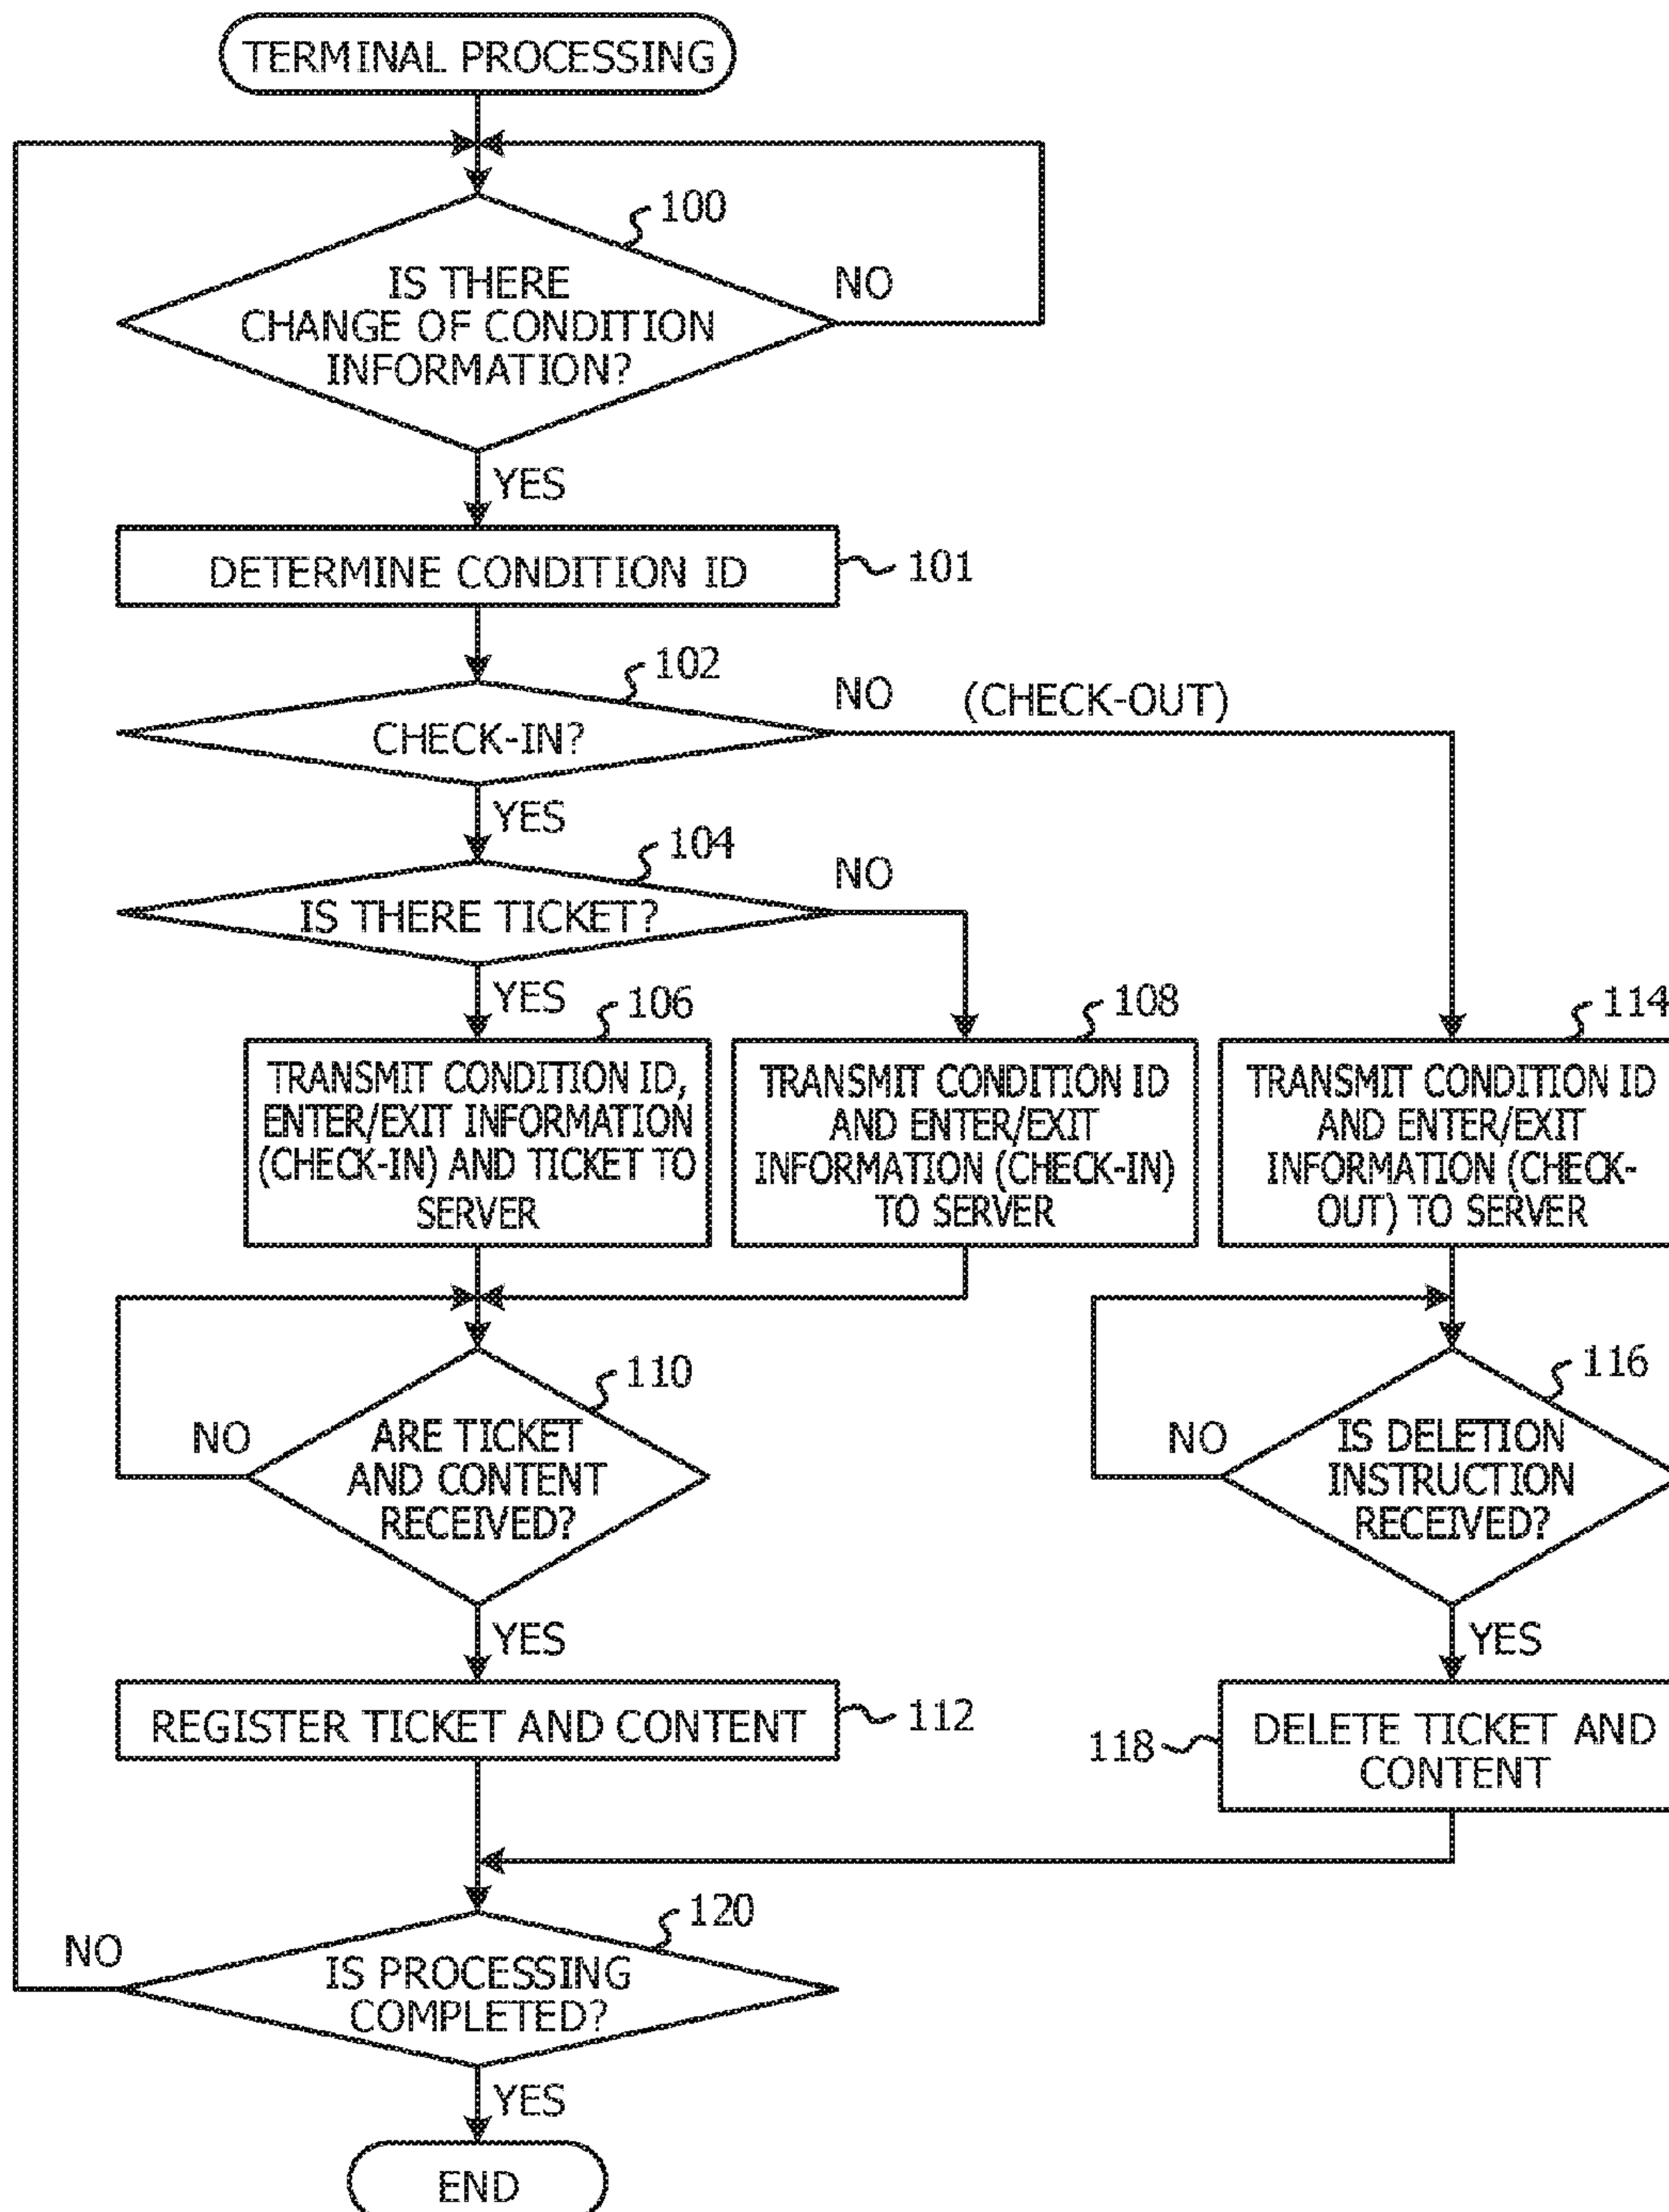 TERMINAL PROCESSING
100
IS THERE
CHANGE OF CONDITION
INFORMATION?
NO
YES
DETERMINE CONDITION ID
101
102
CHECK-IN?
NO (CHECK-OUT)
YES
104
IS THERE TICKET?
NO
YES
106
TRANSMIT CONDITION ID,
ENTER/EXIT INFORMATION
(CHECK-IN) AND TICKET TO
SERVER
108
TRANSMIT CONDITION ID
AND ENTER/EXIT
INFORMATION (CHECK-IN)
TO SERVER
114
TRANSMIT CONDITION ID
AND ENTER/EXIT
INFORMATION (CHECK-
OUT) TO SERVER
110
NO
ARE TICKET
AND CONTENT
RECEIVED?
YES
116
NO
IS DELETION
INSTRUCTION
RECEIVED?
YES
REGISTER TICKET AND CONTENT
112
118
DELETE TICKET AND
CONTENT
120
NO
IS PROCESSING
COMPLETED?
YES
END